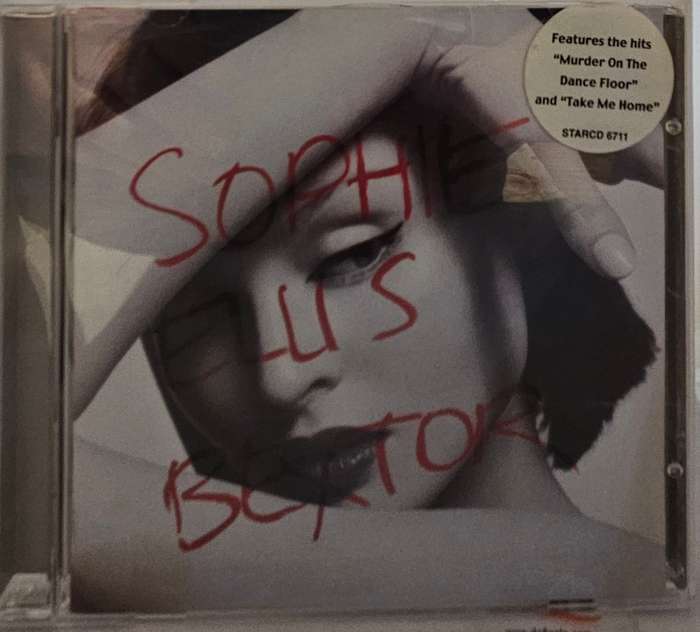 Features the hits
"Murder On The
Dance Floor"
and "Take Me Home"
STARCD 6711
SOPHIE
ELLIS
BEXTOR